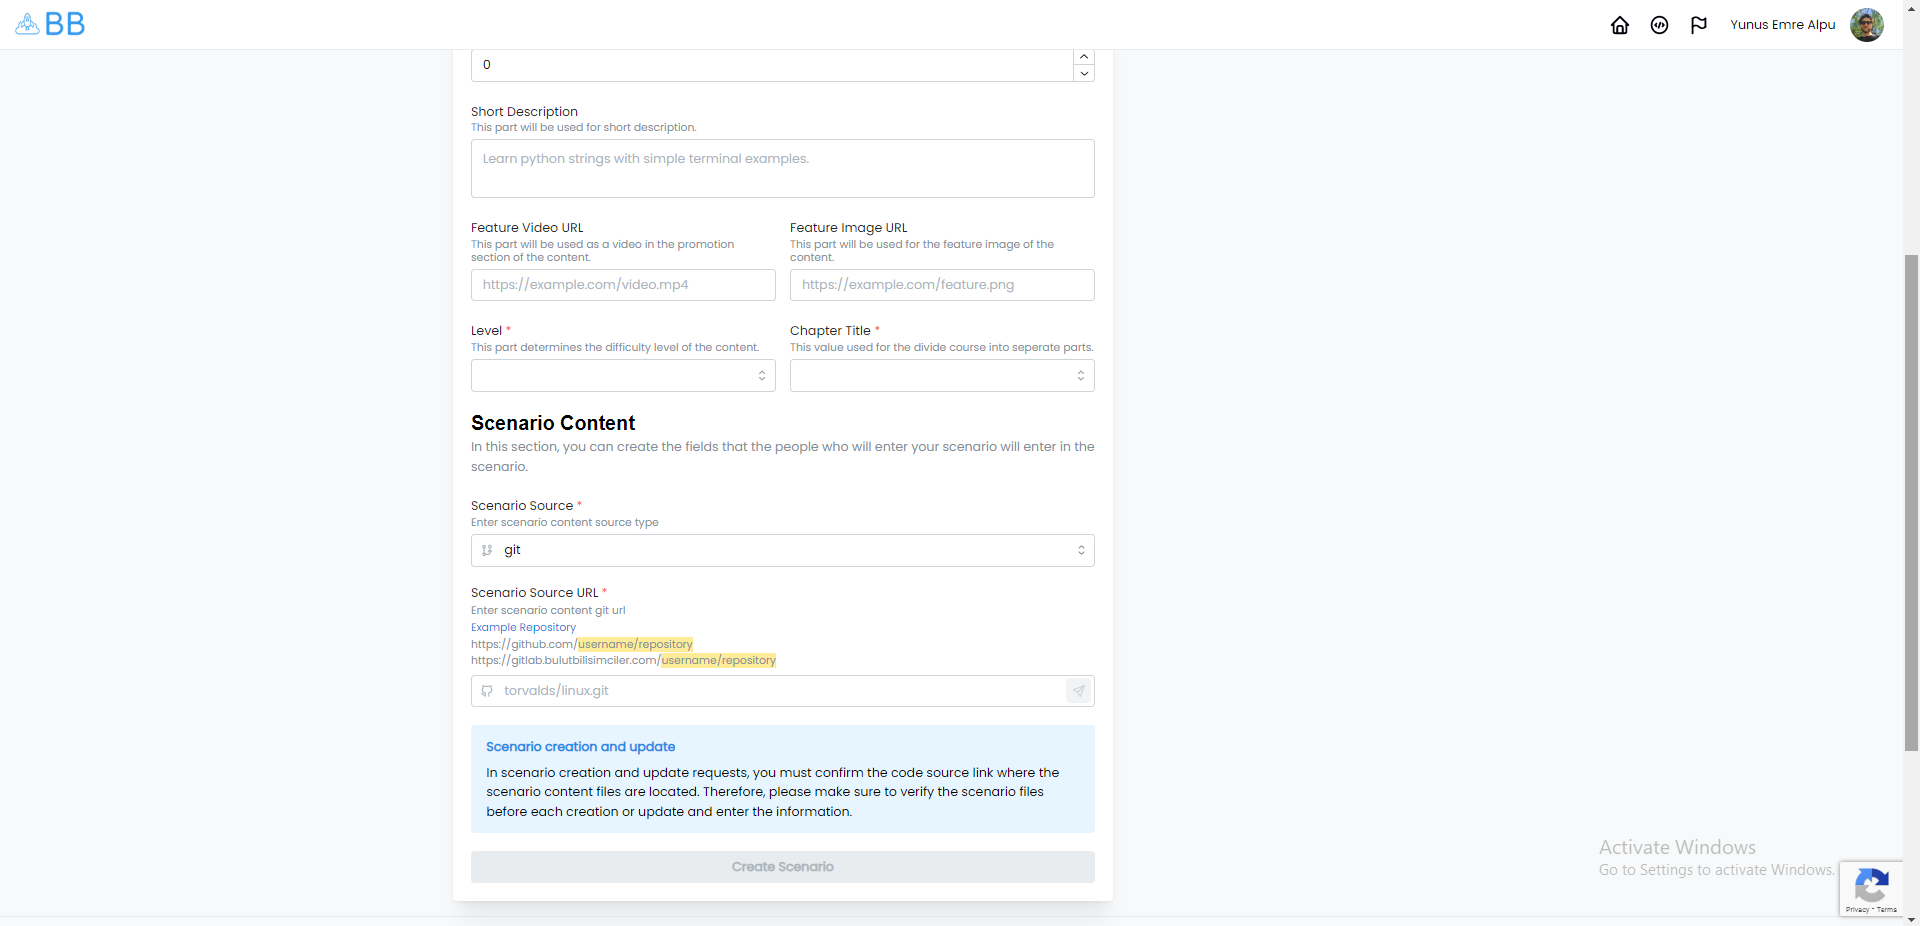 BB
Yunus Emre Alpu
0
Short Description
This part will be used for short description.
Learn python strings with simple terminal examples.
Feature Video URL
This part will be used as a video in the promotion
section of the content.
https://example.com/video.mp4
Feature Image URL
This part will be used for the feature image of the
content.
https://example.com/feature.png
Level *
This part determines the difficulty level of the content.
Chapter Title *
This value used for the divide course into seperate parts.
Scenario Content
In this section, you can create the fields that the people who will enter your scenario will enter in the
scenario.
Scenario Source *
Enter scenario content source type
git
Scenario Source URL *
Enter scenario content git url
Example Repository
https://github.com/username/repository
https://gitlab.bulutbilisimciler.com/username/repository
torvalds/linux.git
Scenario creation and update
In scenario creation and update requests, you must confirm the code source link where the
scenario content files are located. Therefore, please make sure to verify the scenario files
before each creation or update and enter the information.
Create Scenario
Activate Windows
Go to Settings to activate Windows.
Privacy - Terms